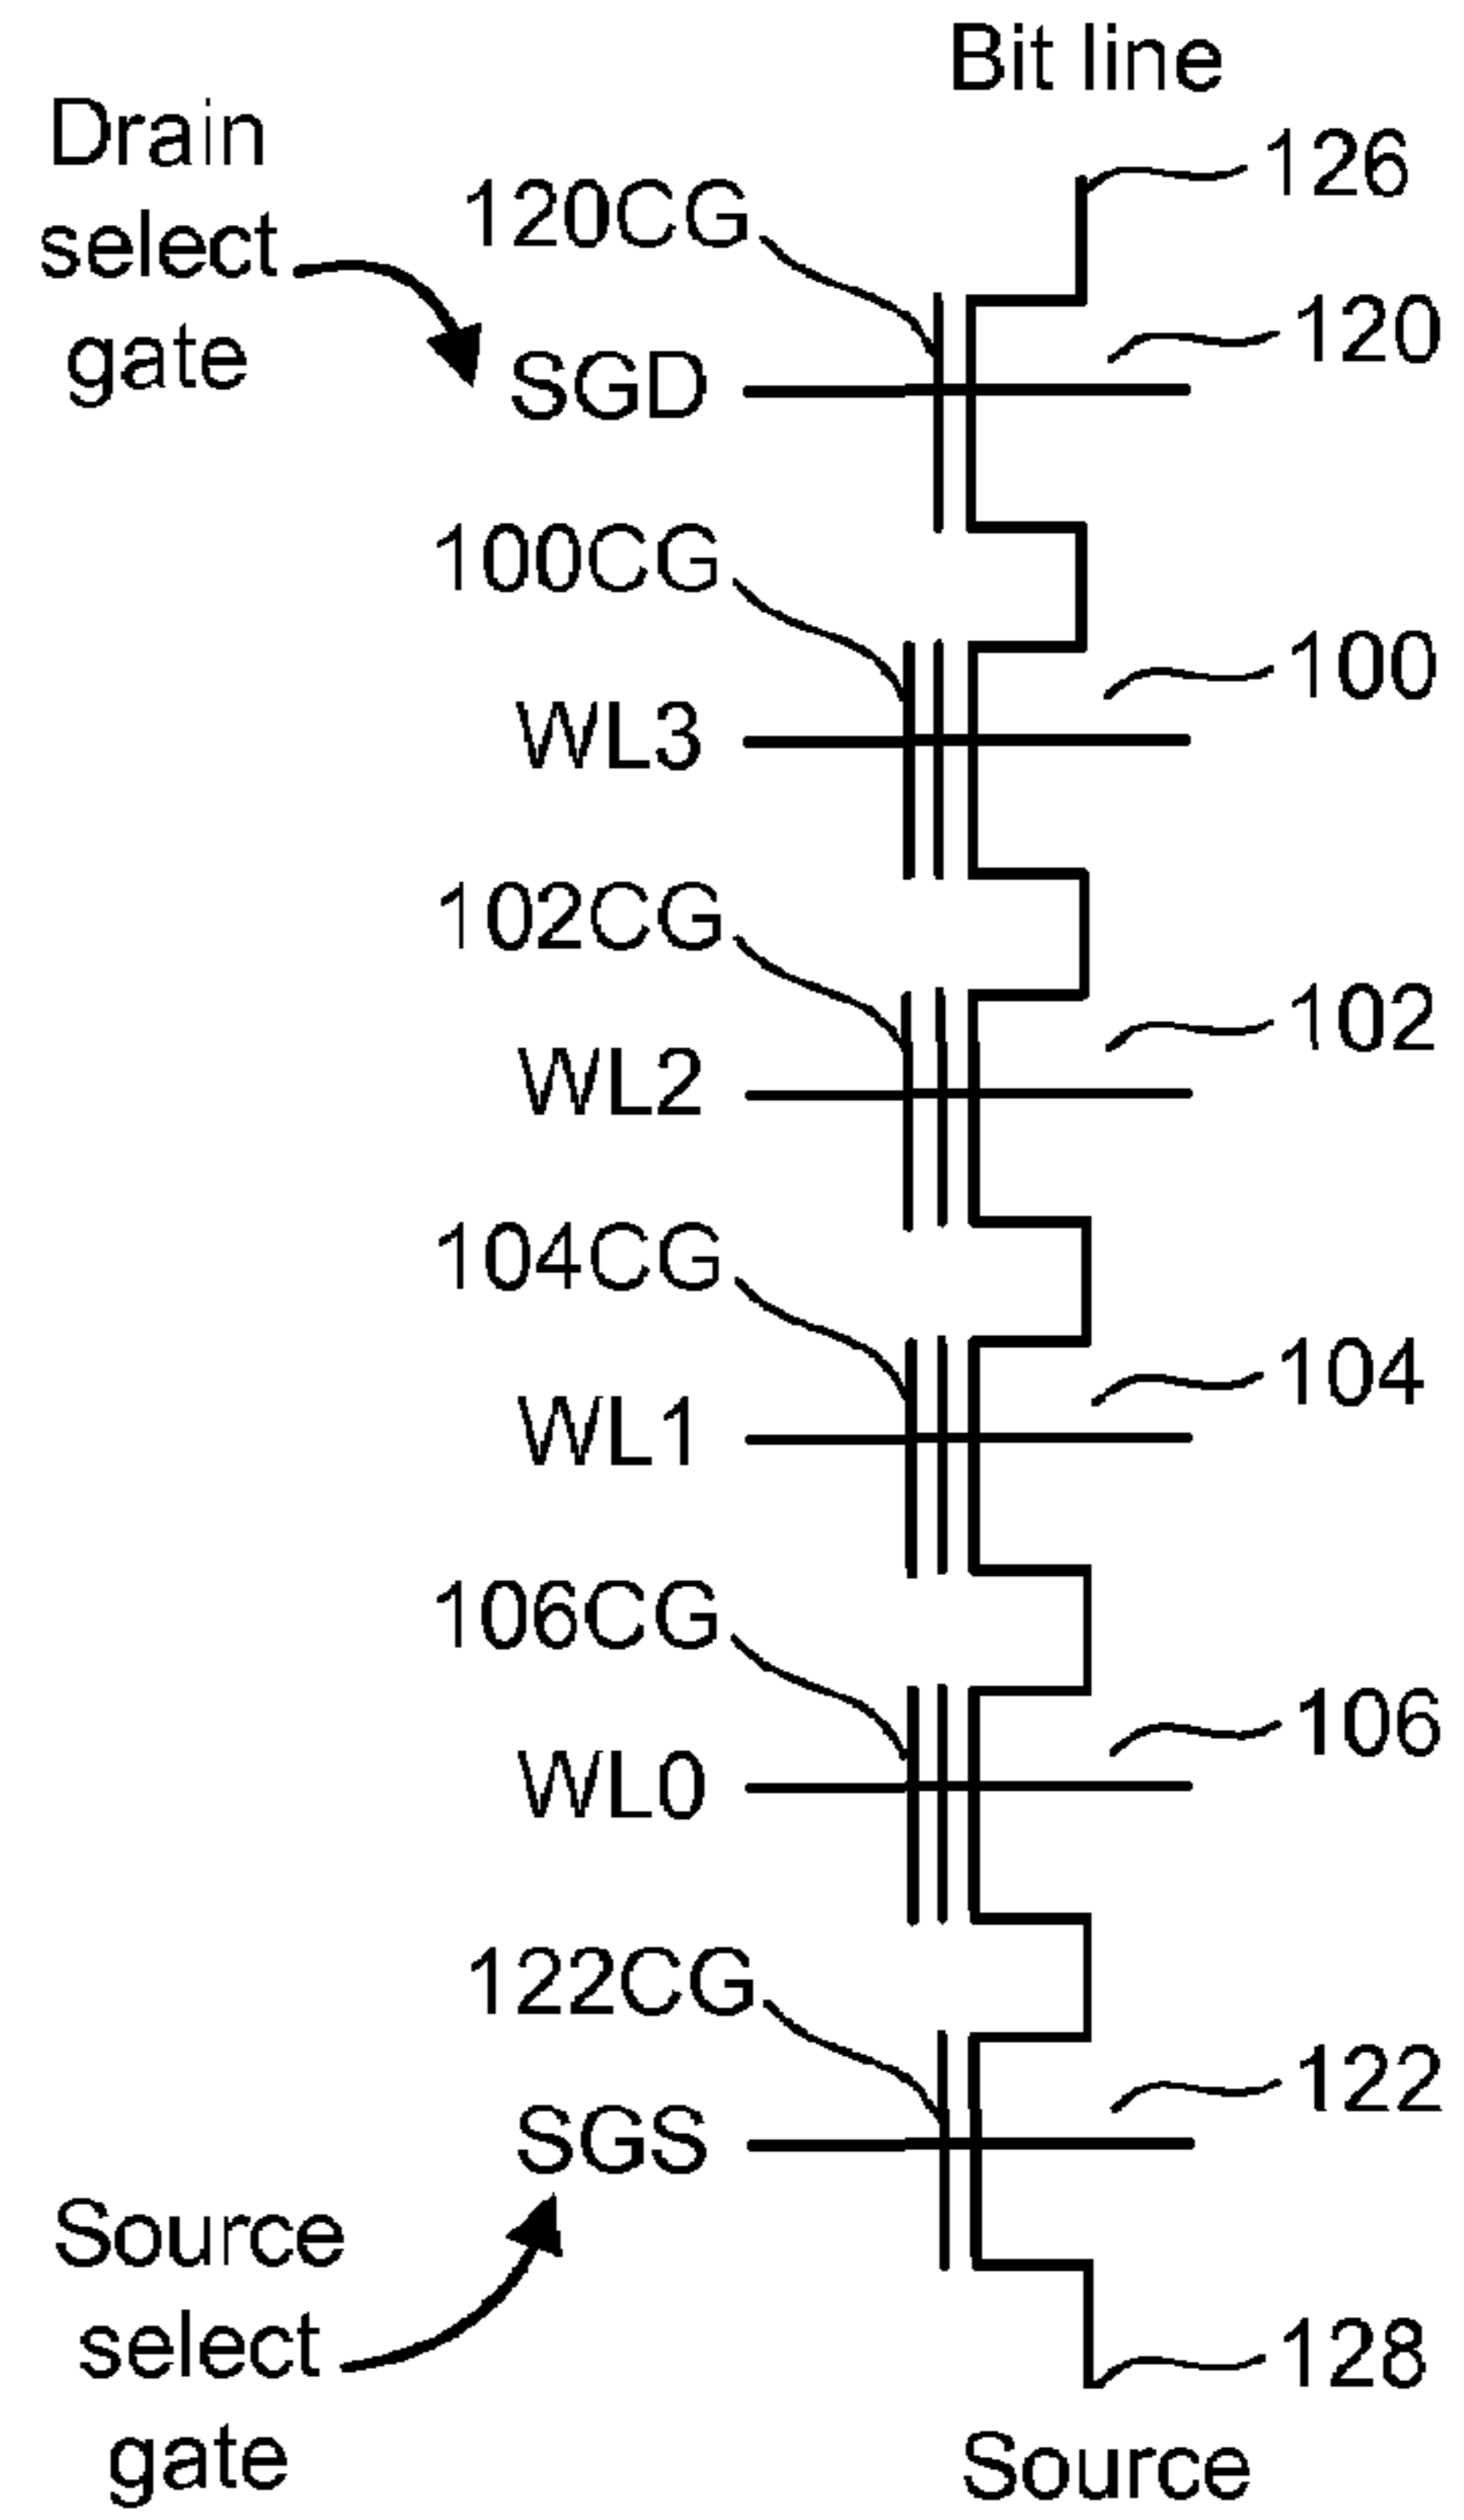 Bit line
126
Drain
select
gate
120CG
120
SGD
100CG
100
WL3
102CG
102
WL2
104CG
104
WL1
106CG
106
WL0
122CG
122
SGS
Source
select
gate
128
Source